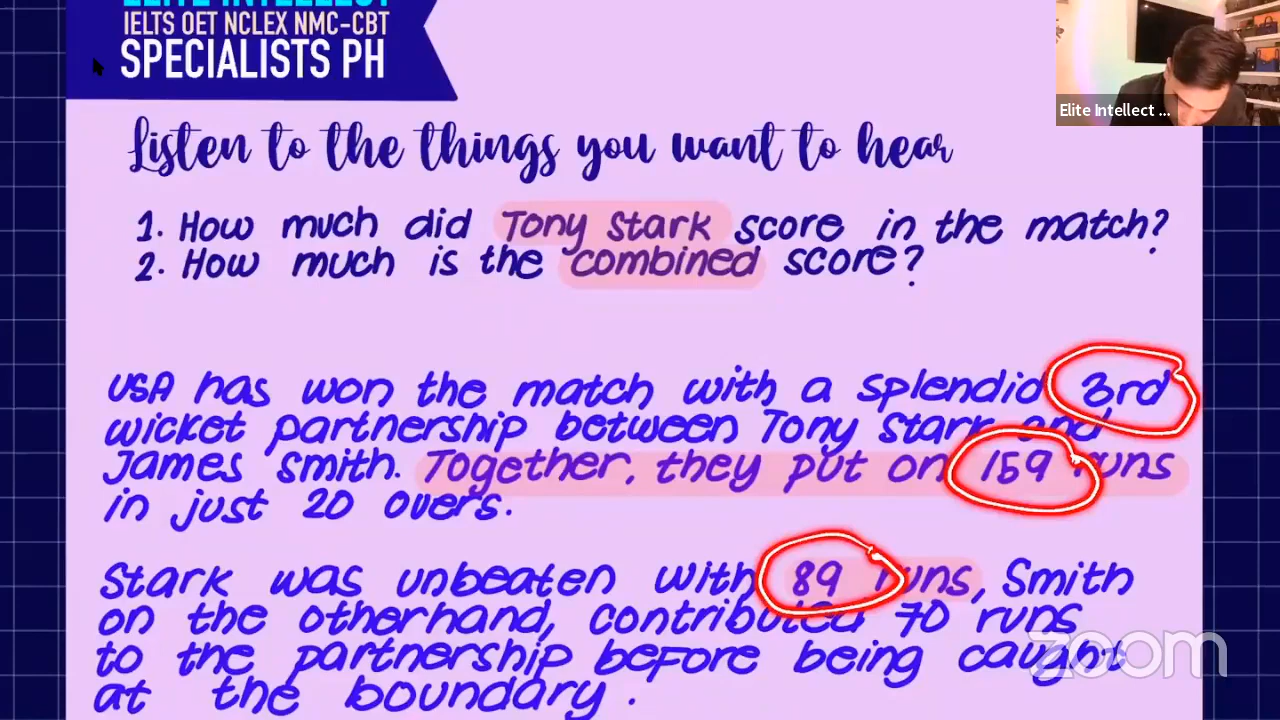 ELITE INTELLECT
IELTS OET NCLEX NMC-CBT
SPECIALISTS PH
Elite Intellect ...
Listen to the things you want to hear
1. How much did Tony Stark score in the match?
2. How much is the combined score?
USA has won the match with a splendid 3rd
wicket partnership between Tony Stark and
James Smith. Together, they put on 159 runs
in just 20 overs.
Stark was unbeaten with 89 runs, Smith
on the otherhand, contributed 70 runs
to the partnership before being caught
at the boundary.
zoom